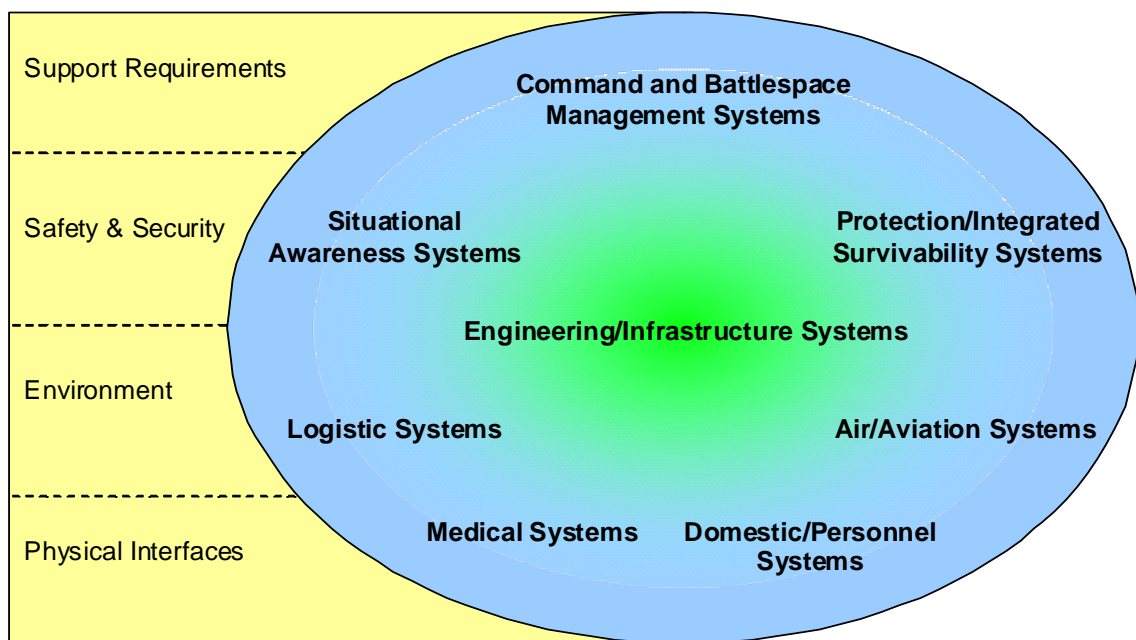 Support Requirements
Command and Battlespace
Management Systems
Safety & Security
Situational
Awareness Systems
Protection/Integrated
Survivability Systems
Engineering/Infrastructure Systems
Environment
Logistic Systems
Air/Aviation Systems
Medical Systems
Domestic/Personnel
Systems
Physical Interfaces